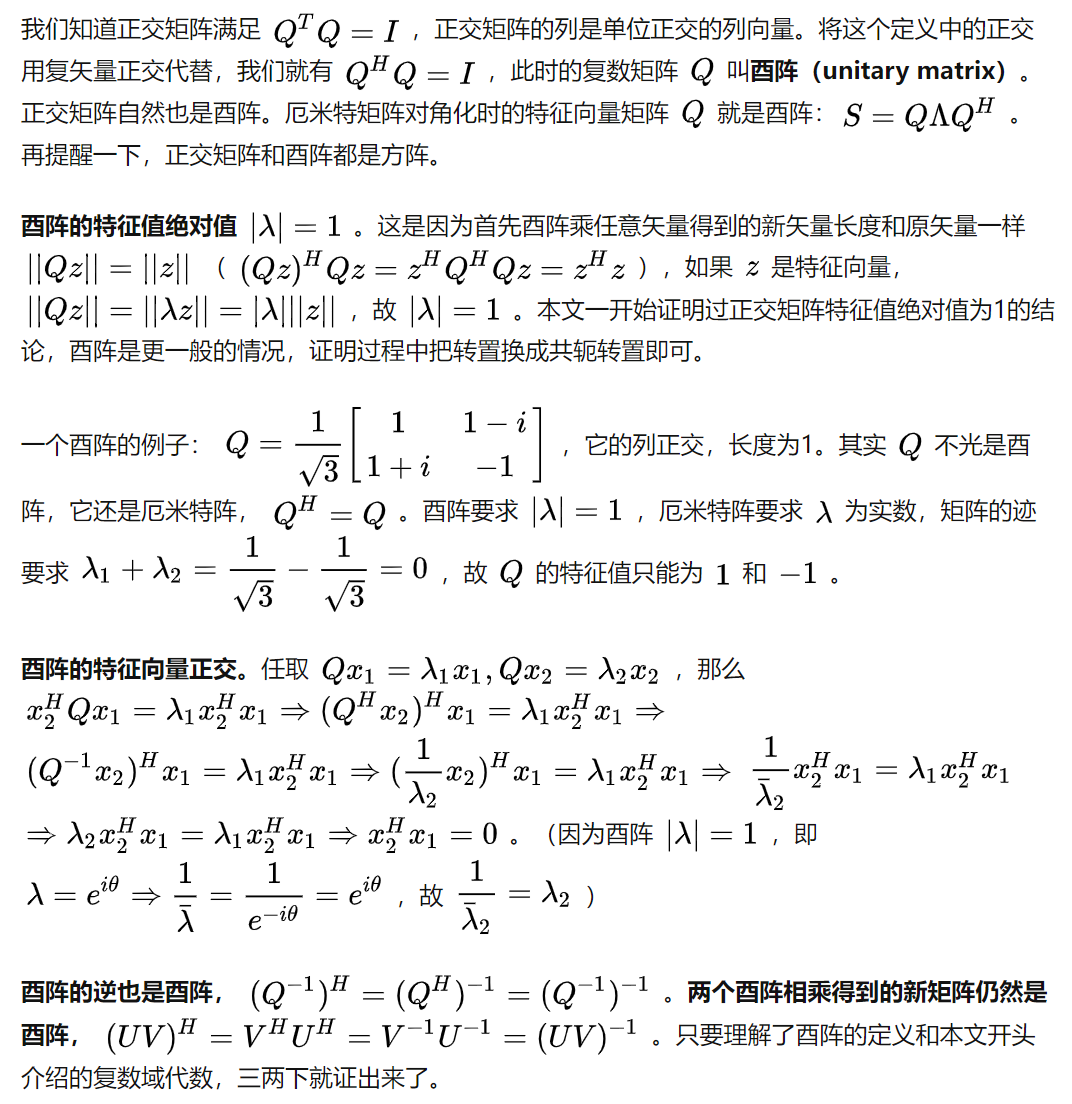 我们知道正交矩阵满足 $Q^TQ = I$ ，正交矩阵的列是单位正交的列向量。将这个定义中的正交
用复矢量正交代替，我们就有 $Q^HQ = I$ ，此时的复数矩阵 $Q$ 叫酉阵（unitary matrix）。
正交矩阵自然也是酉阵。厄米特矩阵对角化时的特征向量矩阵 $Q$ 就是酉阵： $S = Q\Lambda Q^H$ 。
再提醒一下，正交矩阵和酉阵都是方阵。
酉阵的特征值绝对值 $|\lambda| = 1$ 。这是因为首先酉阵乘任意矢量得到的新矢量长度和原矢量一样
$||Qz|| = ||z||$ （ $(Qz)^HQz = z^HQ^HQz = z^Hz$ ），如果 $z$ 是特征向量，
$||Qz|| = ||\lambda z|| = |\lambda|||z||$ ，故 $|\lambda| = 1$ 。本文一开始证明过正交矩阵特征值绝对值为1的结
论，酉阵是更一般的情况，证明过程中把转置换成共轭转置即可。
一个酉阵的例子： $Q = \frac{1}{\sqrt{3}}\begin{bmatrix} 1 & 1-i \\ 1+i & -1 \end{bmatrix}$ ，它的列正交，长度为1。其实 $Q$ 不光是酉
阵，它还是厄米特阵， $Q^H = Q$ 。酉阵要求 $|\lambda| = 1$ ，厄米特阵要求 $\lambda$ 为实数，矩阵的迹
要求 $\lambda_1 + \lambda_2 = \frac{1}{\sqrt{3}} - \frac{1}{\sqrt{3}} = 0$ ，故 $Q$ 的特征值只能为 $1$ 和 $-1$ 。
酉阵的特征向量正交。任取 $Qx_1 = \lambda_1x_1, Qx_2 = \lambda_2x_2$ ，那么
$x_2^HQx_1 = \lambda_1x_2^Hx_1 \Rightarrow (Q^Hx_2)^Hx_1 = \lambda_1x_2^Hx_1 \Rightarrow$
$(Q^{-1}x_2)^Hx_1 = \lambda_1x_2^Hx_1 \Rightarrow (\frac{1}{\lambda_2}x_2)^Hx_1 = \lambda_1x_2^Hx_1 \Rightarrow \frac{1}{\bar{\lambda}_2}x_2^Hx_1 = \lambda_1x_2^Hx_1$
$\Rightarrow \lambda_2x_2^Hx_1 = \lambda_1x_2^Hx_1 \Rightarrow x_2^Hx_1 = 0$ 。（因为酉阵 $|\lambda| = 1$ ，即
$\lambda = e^{i\theta} \Rightarrow \frac{1}{\bar{\lambda}} = \frac{1}{e^{-i\theta}} = e^{i\theta}$ ，故 $\frac{1}{\bar{\lambda}_2} = \lambda_2$ ）
酉阵的逆也是酉阵， $(Q^{-1})^H = (Q^H)^{-1} = (Q^{-1})^{-1}$ 。两个酉阵相乘得到的新矩阵仍然是
酉阵， $(UV)^H = V^HU^H = V^{-1}U^{-1} = (UV)^{-1}$ 。只要理解了酉阵的定义和本文开头
介绍的复数域代数，三两下就证出来了。